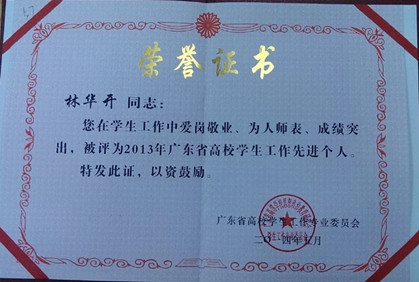 荣誉证书
林华开 同志：
您在学生工作中爱岗敬业、为人师表、成绩突
出，被评为2013年广东省高校学生工作先进个人。
特发此证，以资鼓励。
广东省高校学生工作专业委员会
二〇一四年五月